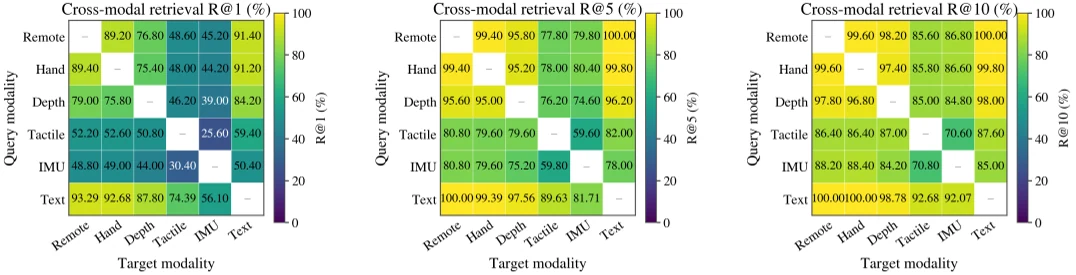 Cross-modal retrieval R@1 (%)
Query modality
Remote – 89.20 76.80 48.60 45.20 91.40
Hand 89.40 – 75.40 48.00 44.20 91.20
Depth 79.00 75.80 – 46.20 39.00 84.20
Tactile 52.20 52.60 50.80 – 25.60 59.40
IMU 48.80 49.00 44.00 30.40 – 50.40
Text 93.29 92.68 87.80 74.39 56.10 –
Remote Hand Depth Tactile IMU Text
Target modality
100
80
60
40
20
0
R@1 (%)
Cross-modal retrieval R@5 (%)
Query modality
Remote – 99.40 95.80 77.80 79.80 100.00
Hand 99.40 – 95.20 78.00 80.40 99.80
Depth 95.60 95.00 – 76.20 74.60 96.20
Tactile 80.80 79.60 79.60 – 59.60 82.00
IMU 80.80 79.60 75.20 59.80 – 78.00
Text 100.00 99.39 97.56 89.63 81.71 –
Remote Hand Depth Tactile IMU Text
Target modality
100
80
60
40
20
0
R@5 (%)
Cross-modal retrieval R@10 (%)
Query modality
Remote – 99.60 98.20 85.60 86.80 100.00
Hand 99.60 – 97.40 85.80 86.60 99.80
Depth 97.80 96.80 – 85.00 84.80 98.00
Tactile 86.40 86.40 87.00 – 70.60 87.60
IMU 88.20 88.40 84.20 70.80 – 85.00
Text 100.00 100.00 98.78 92.68 92.07 –
Remote Hand Depth Tactile IMU Text
Target modality
100
80
60
40
20
0
R@10 (%)